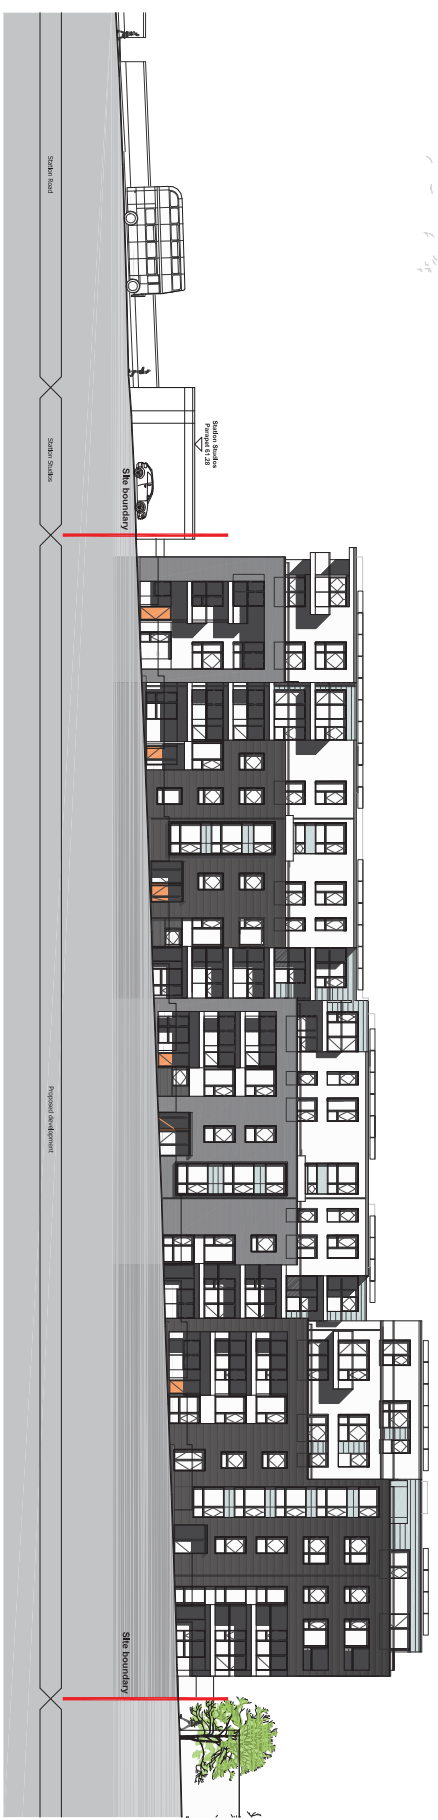 Station Road
Station Studios
Parapet 61.28
Station Studios
Site boundary
Proposed development
Site boundary